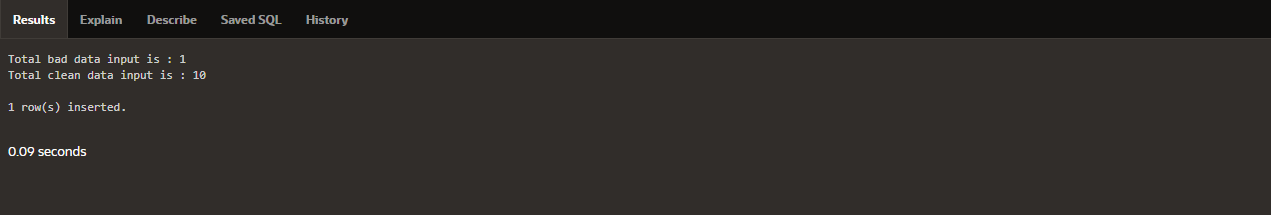 Results Explain Describe Saved SQL History
Total bad data input is : 1
Total clean data input is : 10
1 row(s) inserted.
0.09 seconds